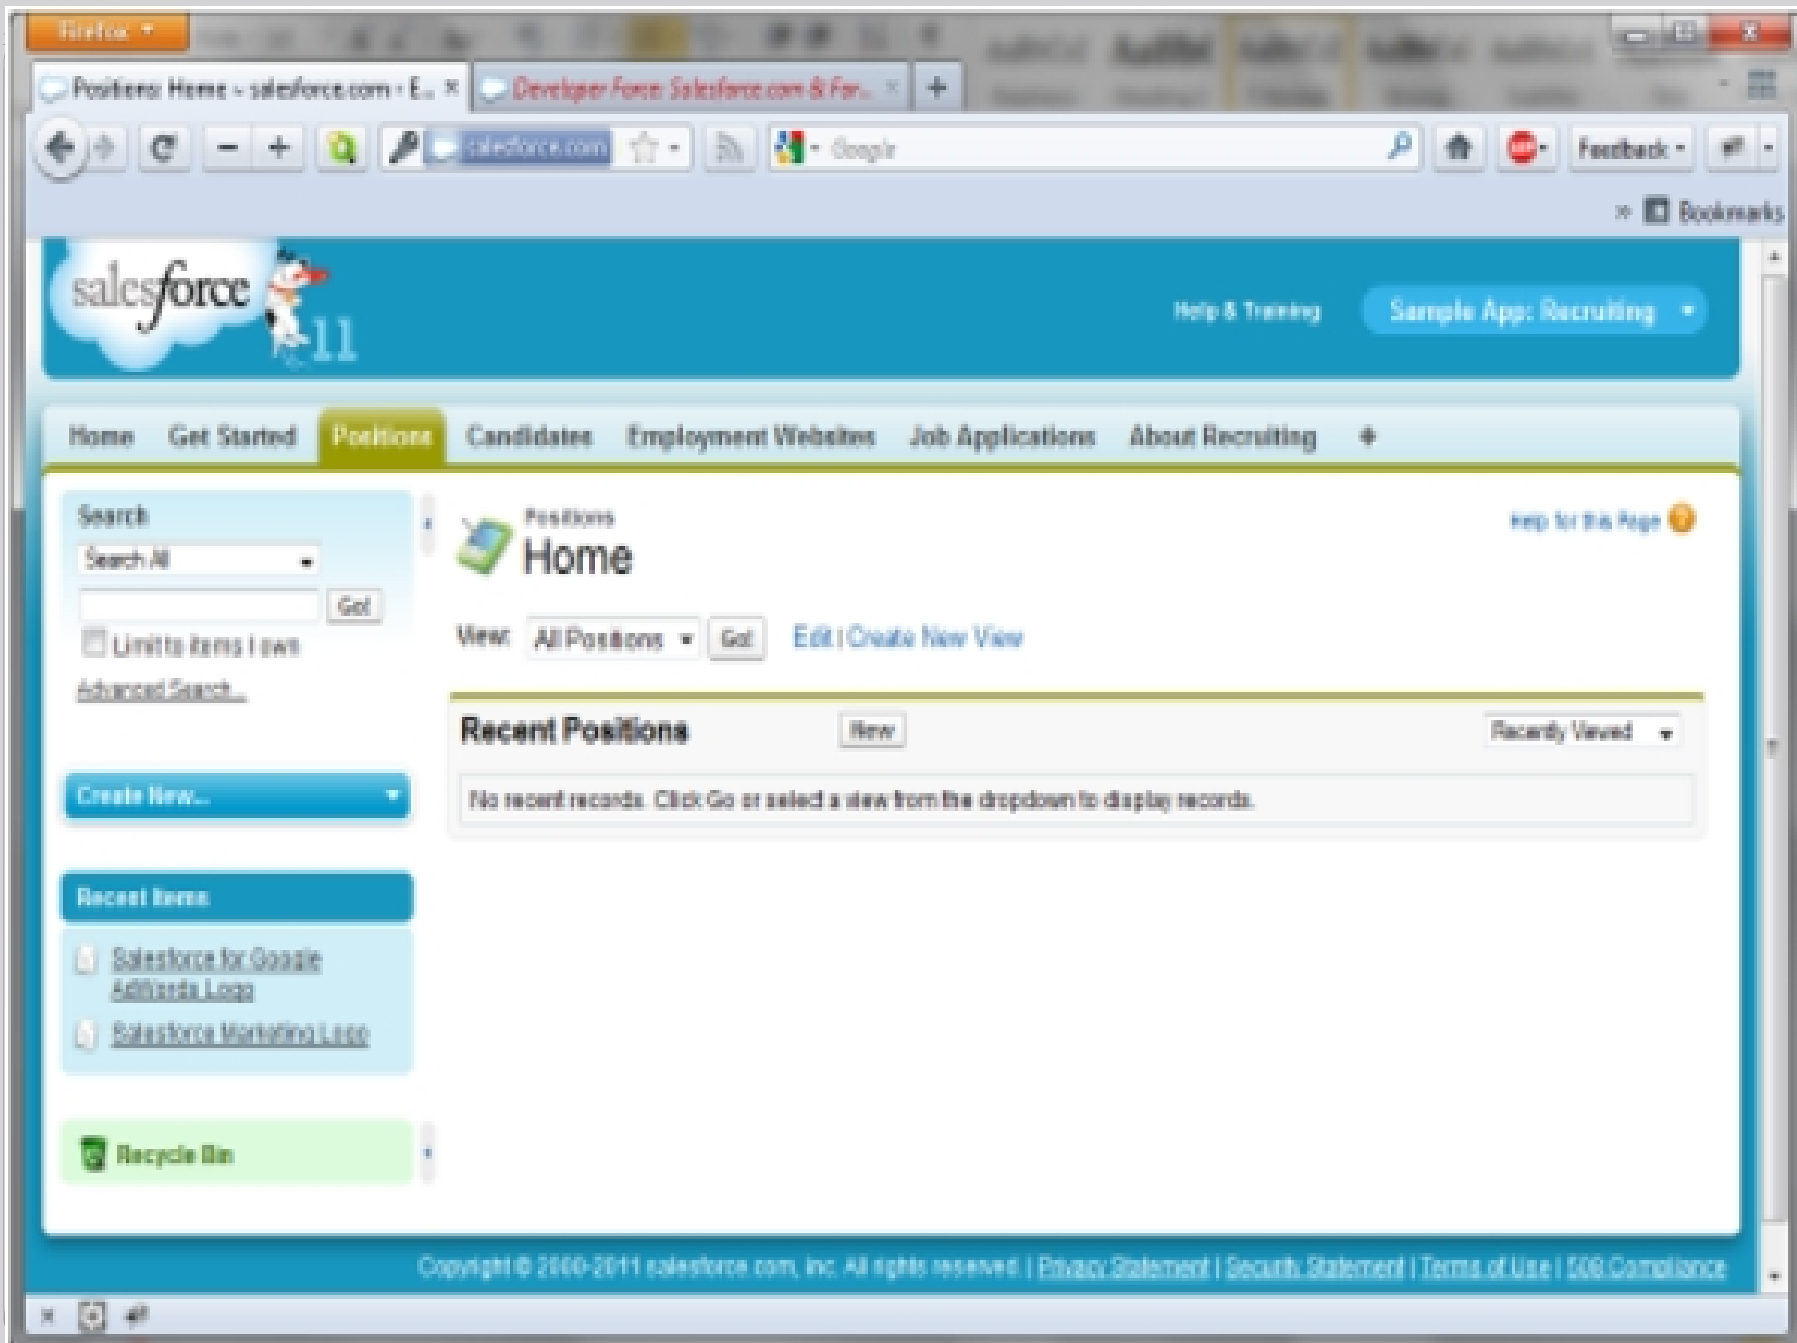 Firefox
Positions: Home ~ salesforce.com - E...
Developer Force: Salesforce.com & For...
salesforce.com
Google
Feedback
Bookmarks
salesforce
11
Help & Training
Sample App: Recruiting
Home Get Started Positions Candidates Employment Websites Job Applications About Recruiting +
Search
Search All
Go!
Limit to items I own
Advanced Search...
Create New...
Recent Items
Salesforce for Google
AdWords Logo
Salesforce Marketing Logo
Recycle Bin
Positions
Home
Help for this Page ?
View: All Positions Go! Edit | Create New View
Recent Positions New Recently Viewed
No recent records. Click Go or select a view from the dropdown to display records.
Copyright © 2000-2011 salesforce.com, inc. All rights reserved. | Privacy Statement | Security Statement | Terms of Use | 508 Compliance